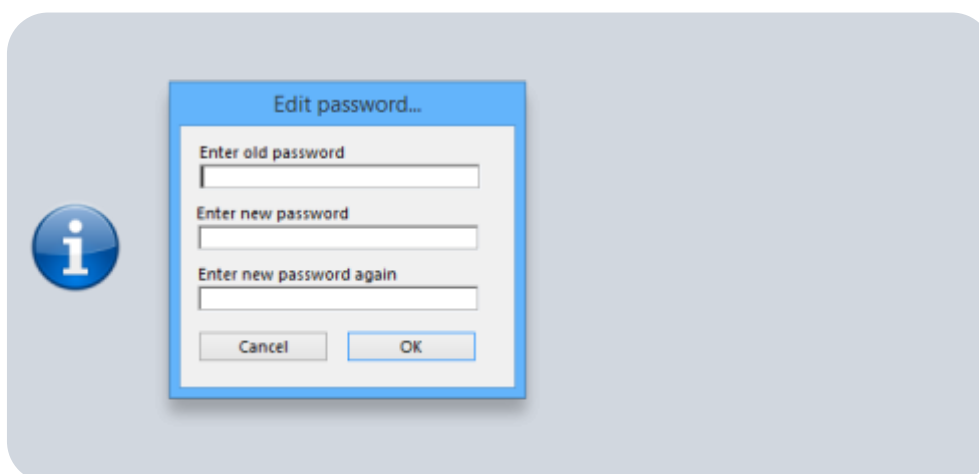 Edit password...
Enter old password
Enter new password
Enter new password again
Cancel OK